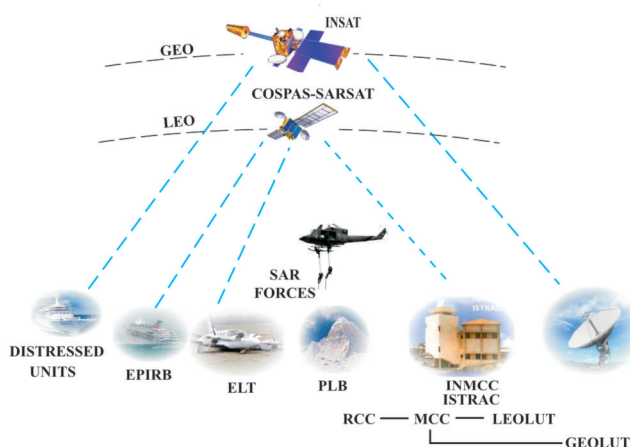 INSAT
GEO
COSPAS-SARSAT
LEO
SAR
FORCES
DISTRESSED
UNITS
EPIRB
ELT
PLB
ISTRAC
INMCC
ISTRAC
RCC MCC LEOLUT
GEOLUT